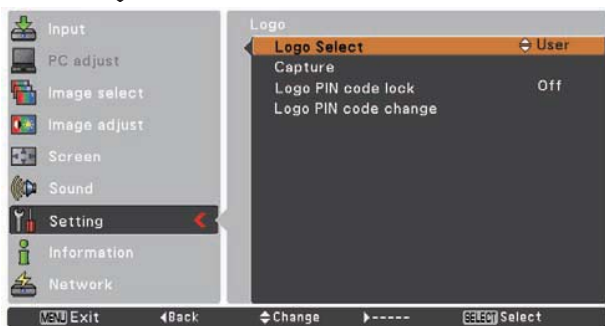 Input
PC adjust
Image select
Image adjust
Screen
Sound
Setting
Information
Network
Logo
Logo Select User
Capture
Logo PIN code lock Off
Logo PIN code change
MENU Exit Back Change ----- SELECT Select